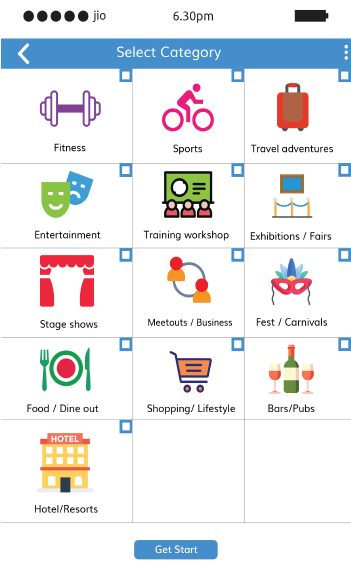 jio 6.30pm
Select Category
Fitness
Sports
Travel adventures
Entertainment
Training workshop
Exhibitions / Fairs
Stage shows
Meetouts / Business
Fest / Carnivals
Food / Dine out
Shopping/ Lifestyle
Bars/Pubs
HOTEL
Hotel/Resorts
Get Start